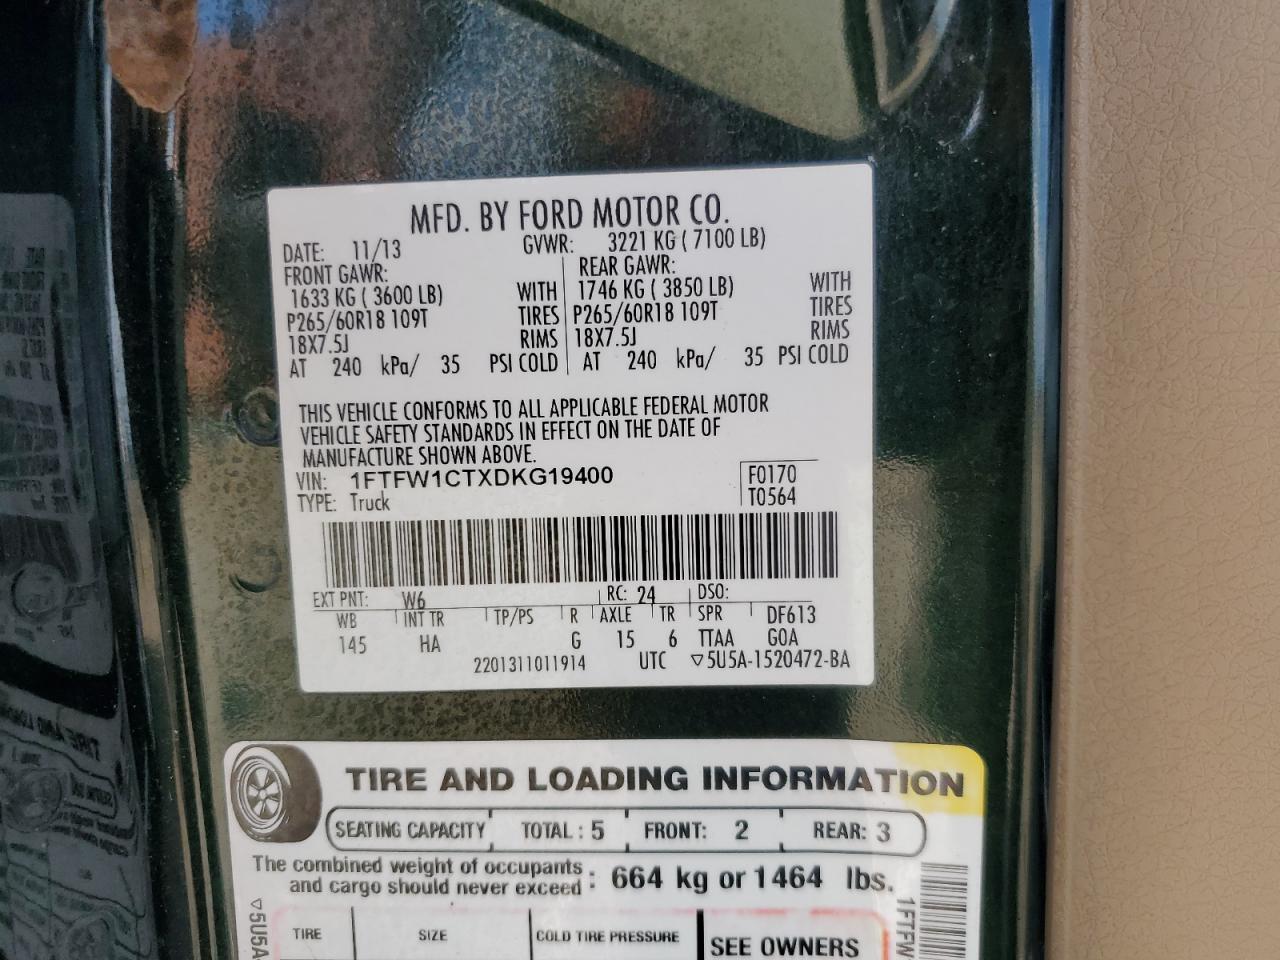 MFD. BY FORD MOTOR CO.
DATE: 11/13 GVWR: 3221 KG ( 7100 LB)
FRONT GAWR: REAR GAWR:
1633 KG ( 3600 LB) WITH 1746 KG ( 3850 LB) WITH
P265/60R18 109T TIRES P265/60R18 109T TIRES
18X7.5J RIMS 18X7.5J RIMS
AT 240 kPa/ 35 PSI COLD AT 240 kPa/ 35 PSI COLD
THIS VEHICLE CONFORMS TO ALL APPLICABLE FEDERAL MOTOR
VEHICLE SAFETY STANDARDS IN EFFECT ON THE DATE OF
MANUFACTURE SHOWN ABOVE.
VIN: 1FTFW1CTXDKG19400 F0170
TYPE: Truck T0564
EXT PNT: W6 RC: 24 DSO:
WB INT TR TP/PS R AXLE TR SPR DF613
145 HA G 15 6 TTAA GOA
2201311011914 UTC ▽5U5A-1520472-BA
TIRE AND LOADING INFORMATION
SEATING CAPACITY TOTAL : 5 FRONT: 2 REAR: 3
The combined weight of occupants
and cargo should never exceed : 664 kg or 1464 lbs.
TIRE SIZE COLD TIRE PRESSURE SEE OWNERS
▽5U5A
1FTFW